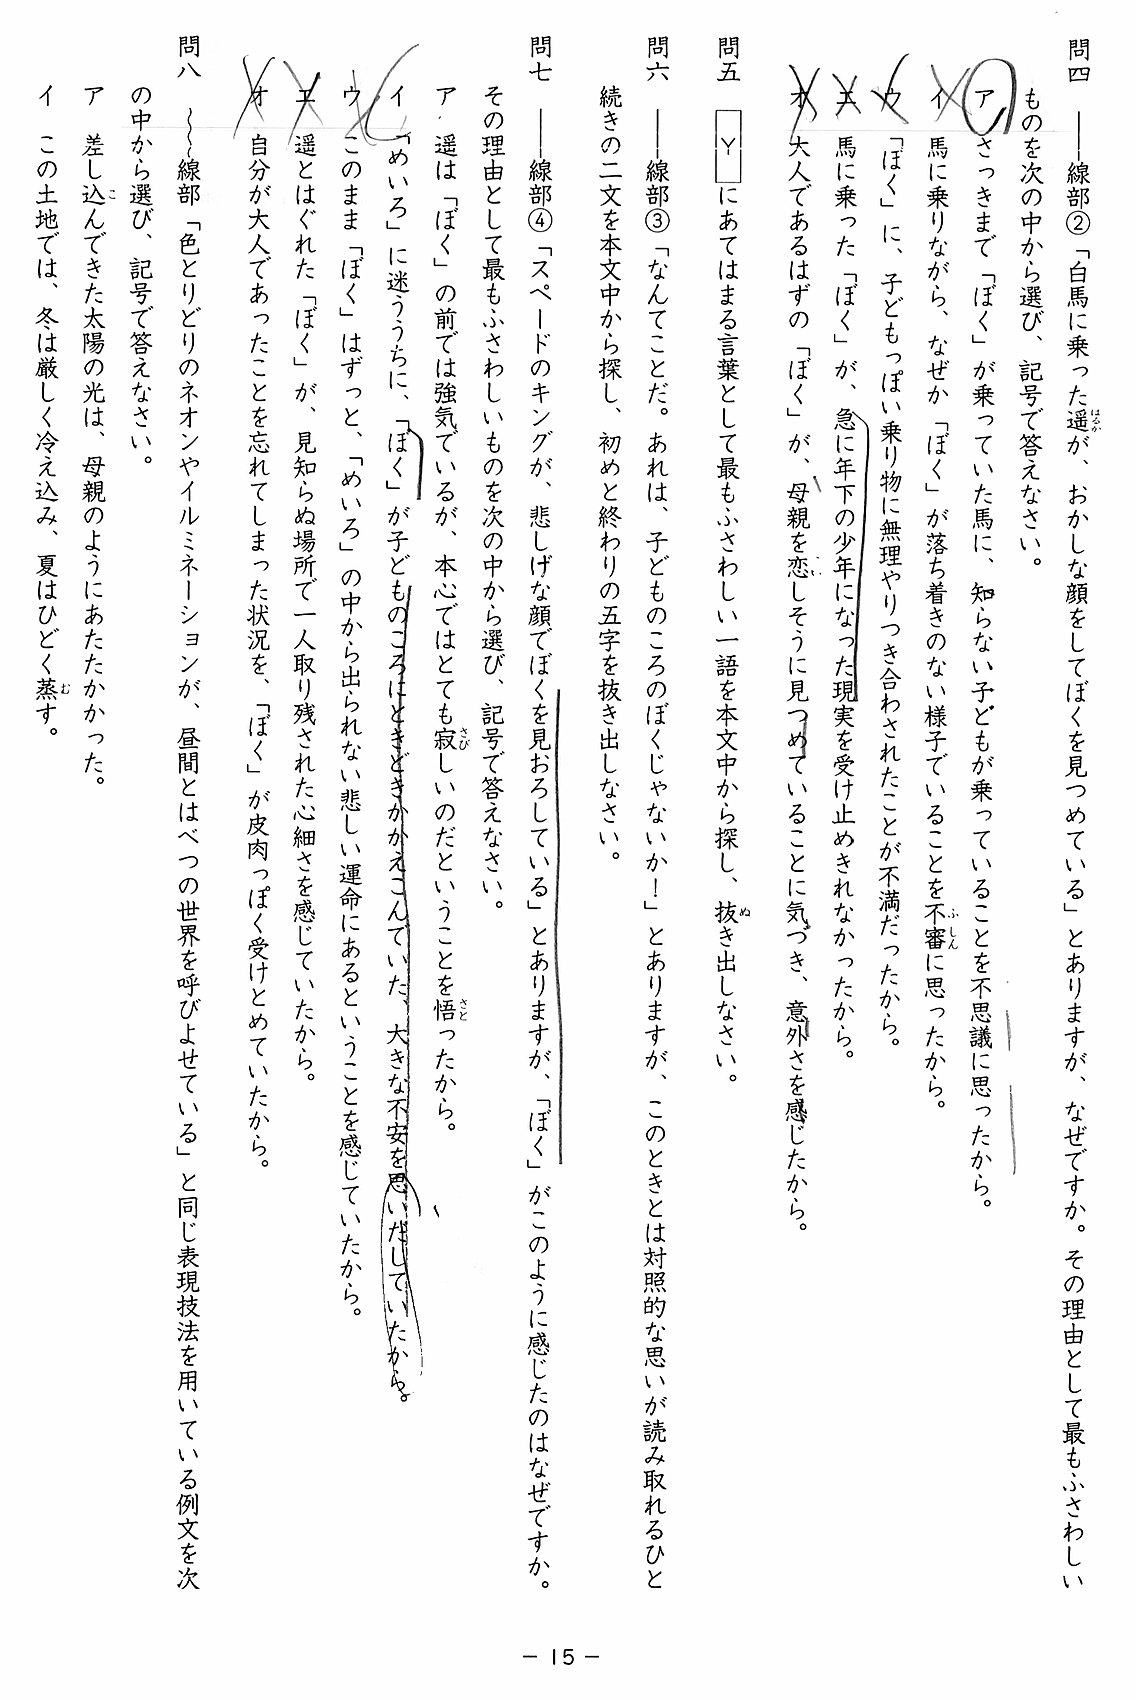 問四　――線部②「白馬に乗った遥が、おかしな顔をしてぼくを見つめている」とありますが、なぜですか。その理由として最もふさわしい
ものを次の中から選び、記号で答えなさい。
ア　さっきまで「ぼく」が乗っていた馬に、知らない子どもが乗っていることを不思議に思ったから。
イ　馬に乗りながら、なぜか「ぼく」が落ち着きのない様子でいることを不審に思ったから。
ウ　「ぼく」に、子どもっぽい乗り物に無理やりつき合わされたことが不満だったから。
エ　馬に乗った「ぼく」が、急に年下の少年になった現実を受け止めきれなかったから。
オ　大人であるはずの「ぼく」が、母親を恋しそうに見つめていることに気づき、意外さを感じたから。
問五　Yにあてはまる言葉として最もふさわしい一語を本文中から探し、抜き出しなさい。
問六　――線部③「なんてことだ。あれは、子どものころのぼくじゃないか！」とありますが、このときとは対照的な思いが読み取れるひと
続きの二文を本文中から探し、初めと終わりの五字を抜き出しなさい。
問七　――線部④「スペードのキングが、悲しげな顔でぼくを見おろしている」とありますが、「ぼく」がこのように感じたのはなぜですか。
その理由として最もふさわしいものを次の中から選び、記号で答えなさい。
ア　遥は「ぼく」の前では強気でいるが、本心ではとても寂しいのだということを悟ったから。
イ　「めいろ」に迷ううちに、「ぼく」が子どものころにときどきかかえこんでいた、大きな不安を思いだしていたから。
ウ　このまま「ぼく」はずっと、「めいろ」の中から出られない悲しい運命にあるということを感じていたから。
エ　遥とはぐれた「ぼく」が、見知らぬ場所で一人取り残された心細さを感じていたから。
オ　自分が大人であったことを忘れてしまった状況を、「ぼく」が皮肉っぽく受けとめていたから。
問八　～～線部「色とりどりのネオンやイルミネーションが、昼間とはべつの世界を呼びよせている」と同じ表現技法を用いている例文を次
の中から選び、記号で答えなさい。
ア　差し込んできた太陽の光は、母親のようにあたたかかった。
イ　この土地では、冬は厳しく冷え込み、夏はひどく蒸す。
－15－